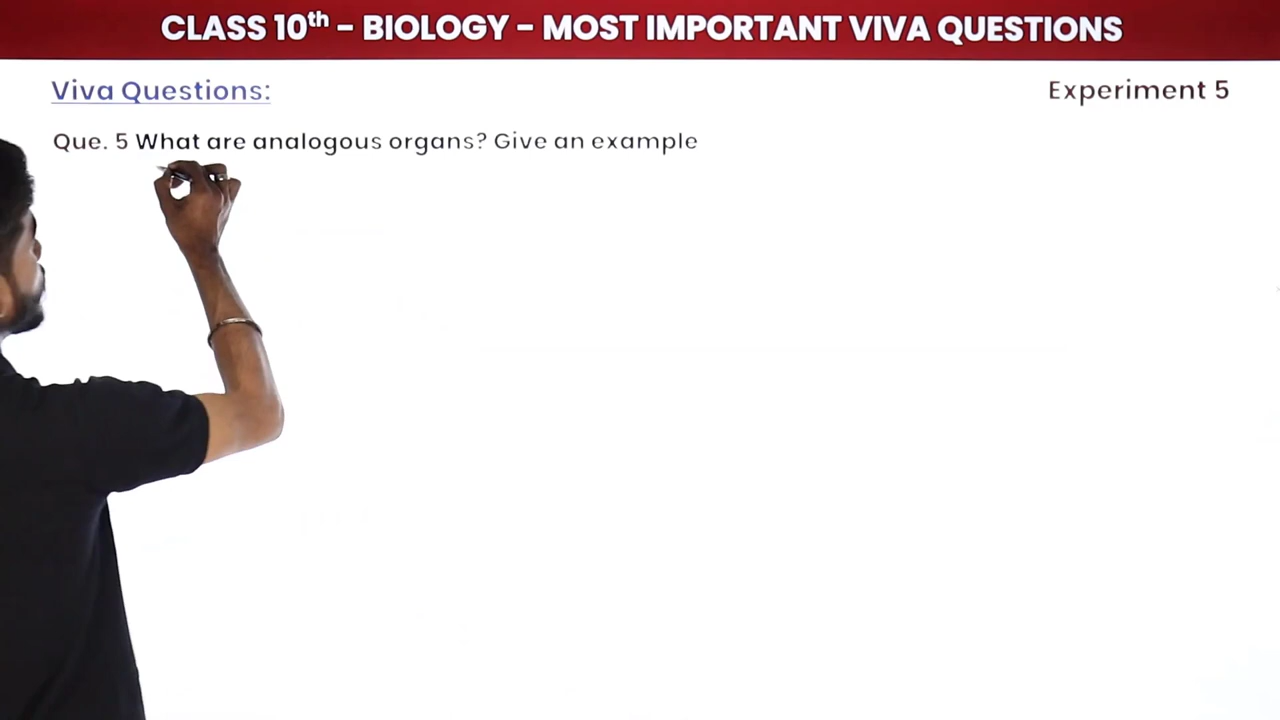 CLASS 10th - BIOLOGY - MOST IMPORTANT VIVA QUESTIONS
Viva Questions:
Experiment 5
Que. 5 What are analogous organs? Give an example